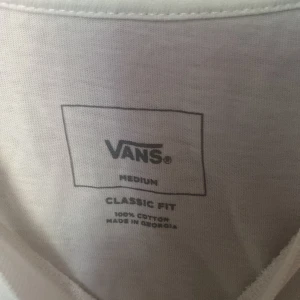 VANS®
MEDIUM
CLASSIC FIT
100% COTTON
MADE IN GEORGIA